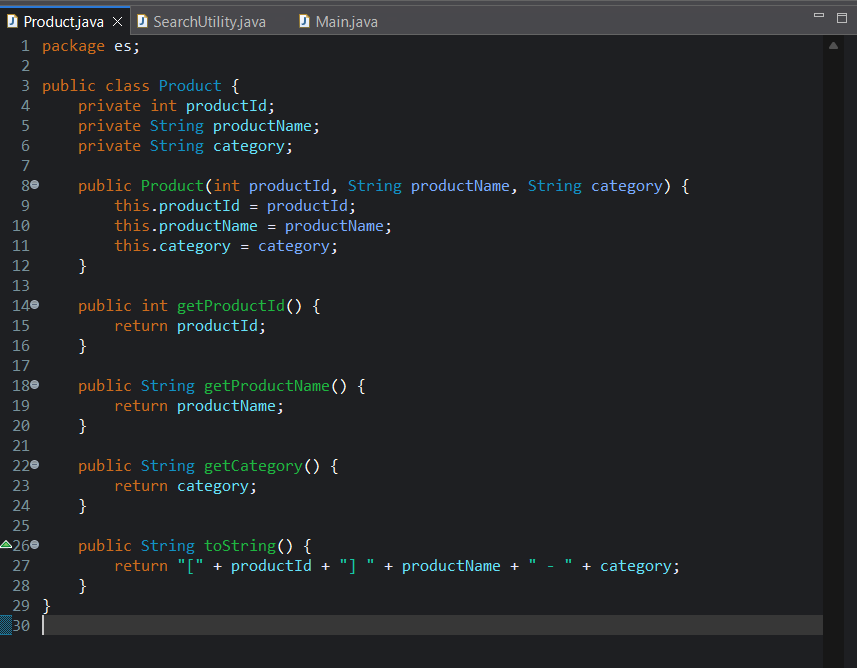 Product.java SearchUtility.java Main.java
1 package es;
2
3 public class Product {
4     private int productId;
5     private String productName;
6     private String category;
7
8     public Product(int productId, String productName, String category) {
9         this.productId = productId;
10         this.productName = productName;
11         this.category = category;
12     }
13
14     public int getProductId() {
15         return productId;
16     }
17
18     public String getProductName() {
19         return productName;
20     }
21
22     public String getCategory() {
23         return category;
24     }
25
26     public String toString() {
27         return "[" + productId + "] " + productName + " - " + category;
28     }
29 }
30